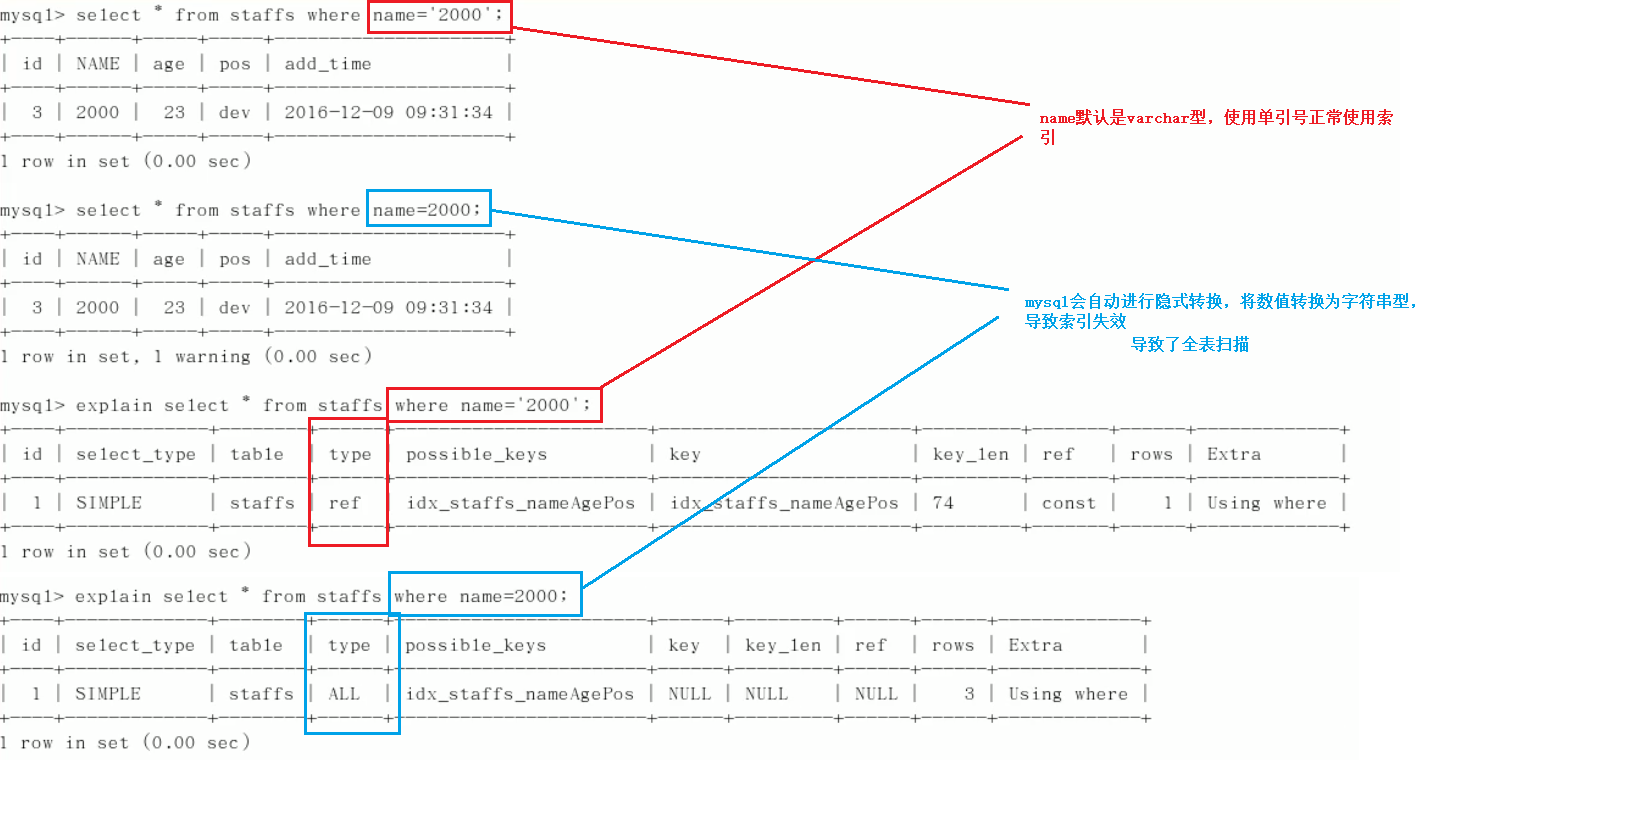 mysql> select * from staffs where name='2000';
+----+------+-----+-----+---------------------+
| id | NAME | age | pos | add_time            |
+----+------+-----+-----+---------------------+
|  3 | 2000 |  23 | dev | 2016-12-09 09:31:34 |
+----+------+-----+-----+---------------------+
1 row in set (0.00 sec)
name默认是varchar型，使用单引号正常使用索
引
mysql> select * from staffs where name=2000;
+----+------+-----+-----+---------------------+
| id | NAME | age | pos | add_time            |
+----+------+-----+-----+---------------------+
|  3 | 2000 |  23 | dev | 2016-12-09 09:31:34 |
+----+------+-----+-----+---------------------+
1 row in set, 1 warning (0.00 sec)
mysql会自动进行隐式转换，将数值转换为字符串型，
导致索引失效
导致了全表扫描
mysql> explain select * from staffs where name='2000';
+----+-------------+--------+------+-----------------------+-----------------------+---------+-------+------+-------------+
| id | select_type | table  | type | possible_keys         | key                   | key_len | ref   | rows | Extra       |
+----+-------------+--------+------+-----------------------+-----------------------+---------+-------+------+-------------+
|  1 | SIMPLE      | staffs | ref  | idx_staffs_nameAgePos | idx_staffs_nameAgePos | 74      | const |    1 | Using where |
+----+-------------+--------+------+-----------------------+-----------------------+---------+-------+------+-------------+
1 row in set (0.00 sec)
mysql> explain select * from staffs where name=2000;
+----+-------------+--------+------+-----------------------+------+---------+------+------+-------------+
| id | select_type | table  | type | possible_keys         | key  | key_len | ref  | rows | Extra       |
+----+-------------+--------+------+-----------------------+------+---------+------+------+-------------+
|  1 | SIMPLE      | staffs | ALL  | idx_staffs_nameAgePos | NULL | NULL    | NULL |    3 | Using where |
+----+-------------+--------+------+-----------------------+------+---------+------+------+-------------+
1 row in set (0.00 sec)